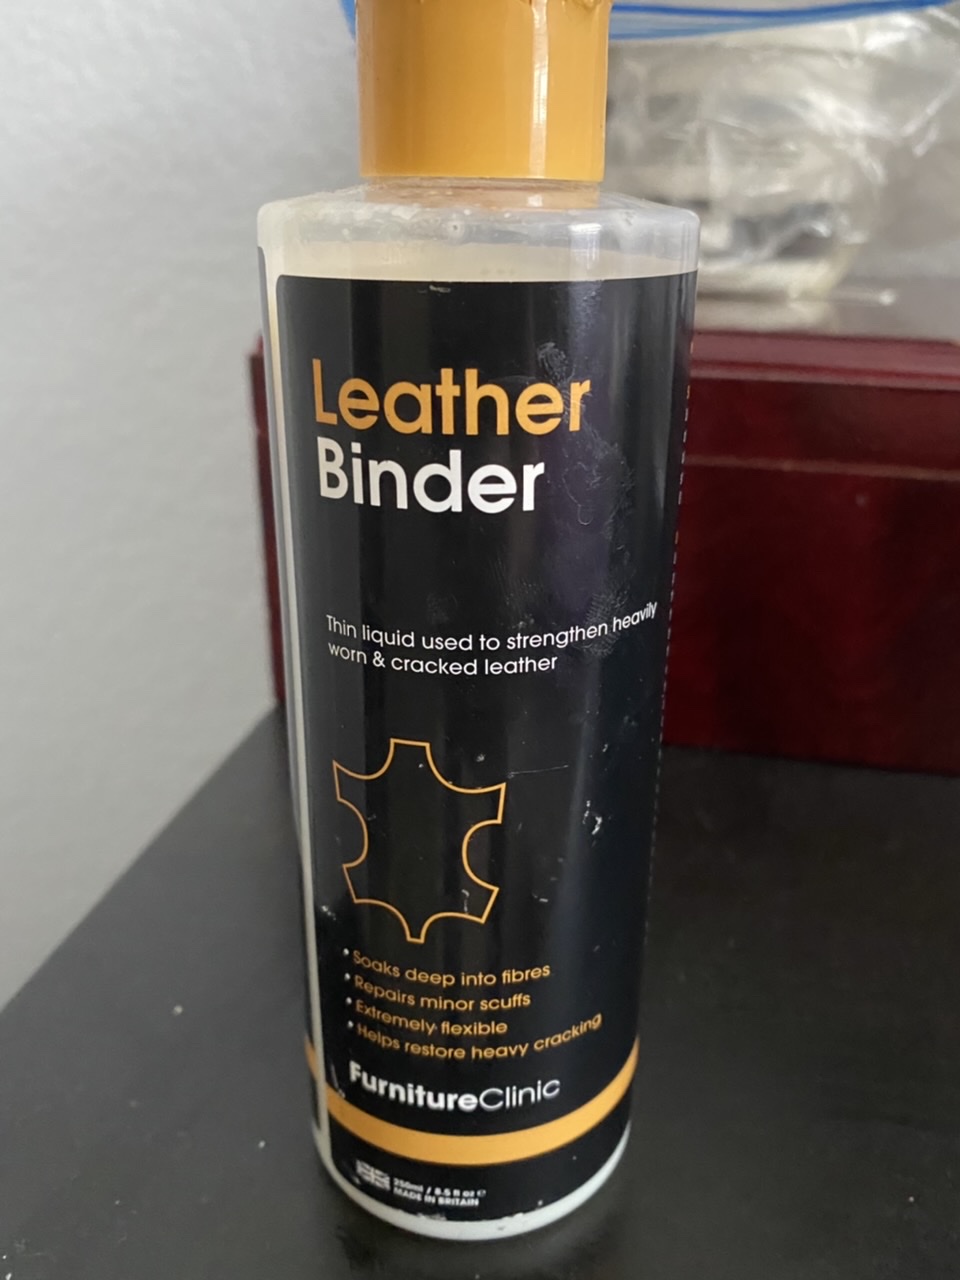 Leather
Binder
Thin liquid used to strengthen heavily
worn & cracked leather
• Soaks deep into fibres
• Repairs minor scuffs
• Extremely flexible
• Helps restore heavy cracking
FurnitureClinic
250ml / 8.5 fl oz e
MADE IN BRITAIN